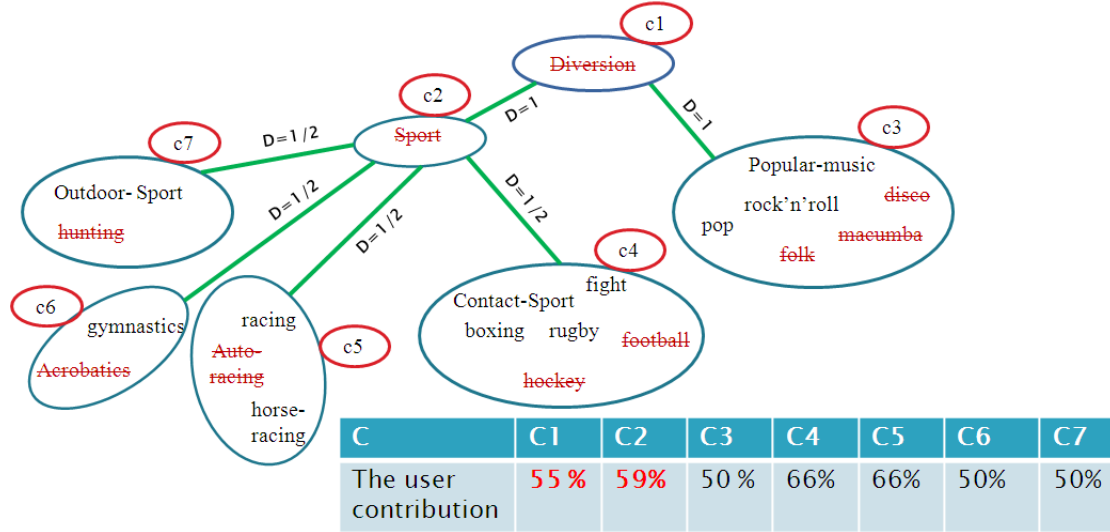 c1
Diversion
c2
D=1
D=1
Sport
c7
D=1/2
c3
Outdoor- Sport
hunting
D=1/2
D=1/2
D=1/2
Popular-music
disco
rock’n’roll
pop
macumba
folk
c4
c6
gymnastics
Acrobatics
racing
Auto-
racing
horse-
racing
c5
fight
Contact-Sport
boxing rugby
football
hockey
C C1 C2 C3 C4 C5 C6 C7
The user
contribution 55 % 59% 50 % 66% 66% 50% 50%